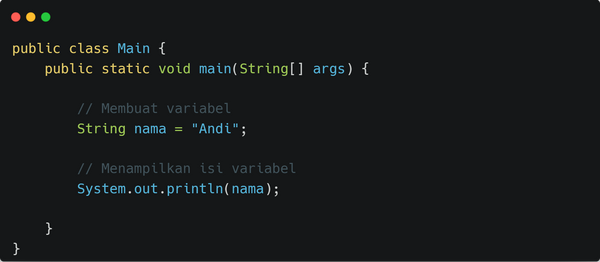 public class Main {
    public static void main(String[] args) {

        // Membuat variabel
        String nama = "Andi";

        // Menampilkan isi variabel
        System.out.println(nama);

    }
}